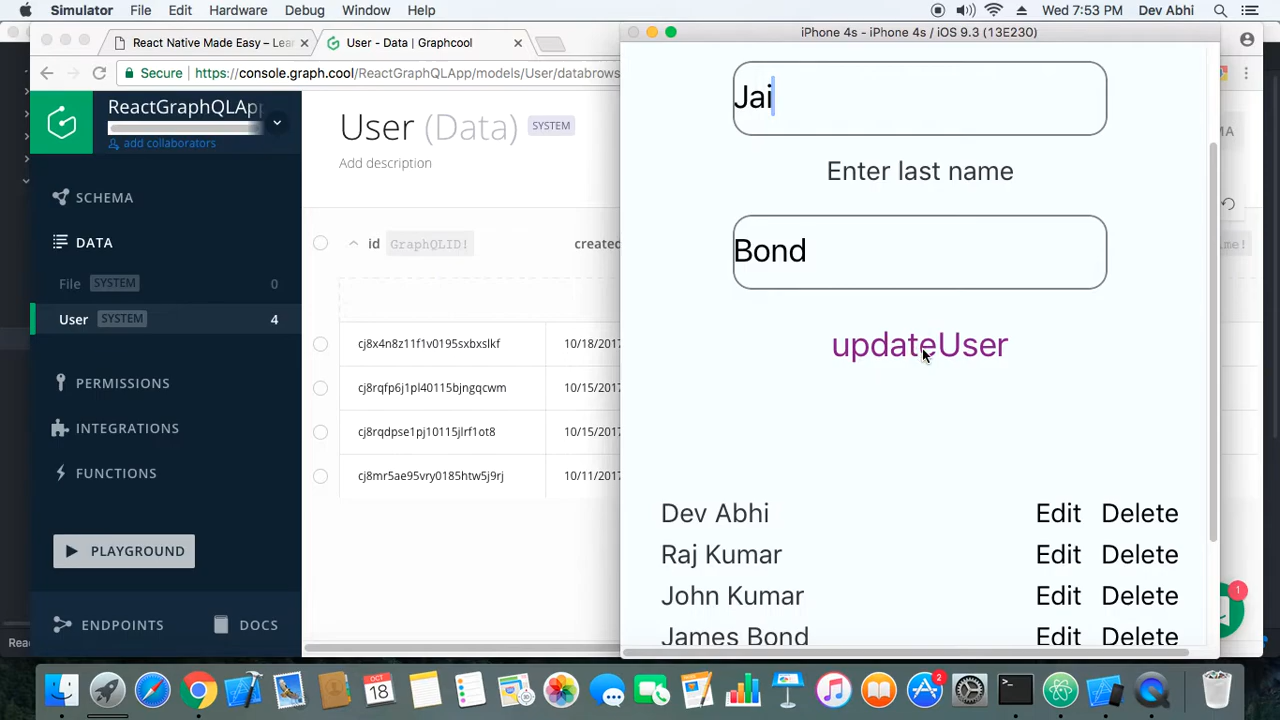 Simulator File Edit Hardware Debug Window Help Wed 7:53 PM Dev Abhi
React Native Made Easy – Lea
User - Data | Graphcool
iPhone 4s - iPhone 4s / iOS 9.3 (13E230)
Secure https://console.graph.cool/ReactGraphQLApp/models/User/databrows
ReactGraphQLApp
add collaborators
SCHEMA
DATA
File SYSTEM 0
User SYSTEM 4
PERMISSIONS
INTEGRATIONS
FUNCTIONS
PLAYGROUND
ENDPOINTS DOCS
User (Data) SYSTEM
Add description
id GraphQLID! created
cj8x4n8z11f1v0195sxbxslkf 10/18/2017
cj8rqfp6j1pl40115bjngqcwm 10/15/2017
cj8rqdpse1pj10115jlrf1ot8 10/15/2017
cj8mr5ae95vry0185htw5j9rj 10/11/2017
Jai
Enter last name
Bond
updateUser
Dev Abhi Edit Delete
Raj Kumar Edit Delete
John Kumar Edit Delete
James Bond Edit Delete
1
OCT
18
2